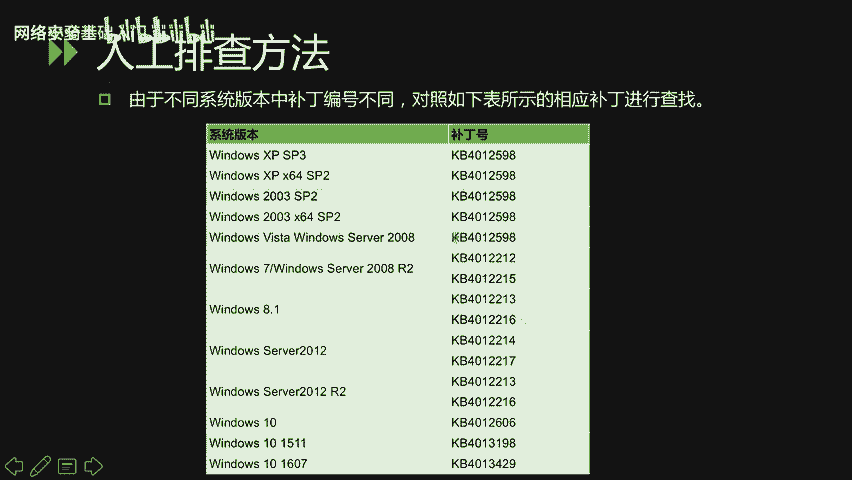 网络安全基础入门
人工排查方法
由于不同系统版本中补丁编号不同，对照如下表所示的相应补丁进行查找。
系统版本 补丁号
Windows XP SP3 KB4012598
Windows XP x64 SP2 KB4012598
Windows 2003 SP2 KB4012598
Windows 2003 x64 SP2 KB4012598
Windows Vista Windows Server 2008 KB4012598
Windows 7/Windows Server 2008 R2 KB4012212
KB4012215
Windows 8.1 KB4012213
KB4012216
Windows Server2012 KB4012214
KB4012217
Windows Server2012 R2 KB4012213
KB4012216
Windows 10 KB4012606
Windows 10 1511 KB4013198
Windows 10 1607 KB4013429